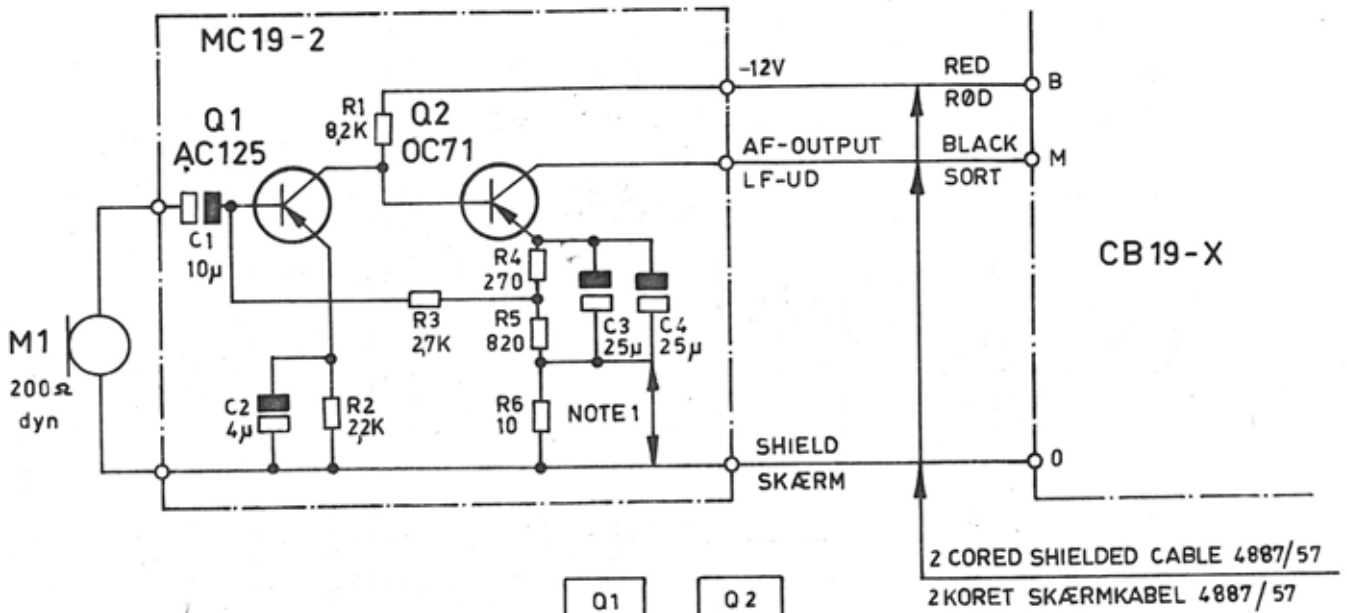 MC19-2
-12V
RED
RØD
B
R1
8,2K
Q1
AC125
Q2
OC71
AF-OUTPUT
LF-UD
BLACK
SORT
M
C1
10µ
R4
270
CB19-X
R3
2,7K
R5
820
C3
25µ
C4
25µ
M1
200Ω
dyn
C2
4µ
R2
2,2K
R6
10
NOTE 1
SHIELD
SKÆRM
0
2 CORED SHIELDED CABLE 4887/57
2 KORET SKÆRMKABEL 4887/57
Q1
Q2